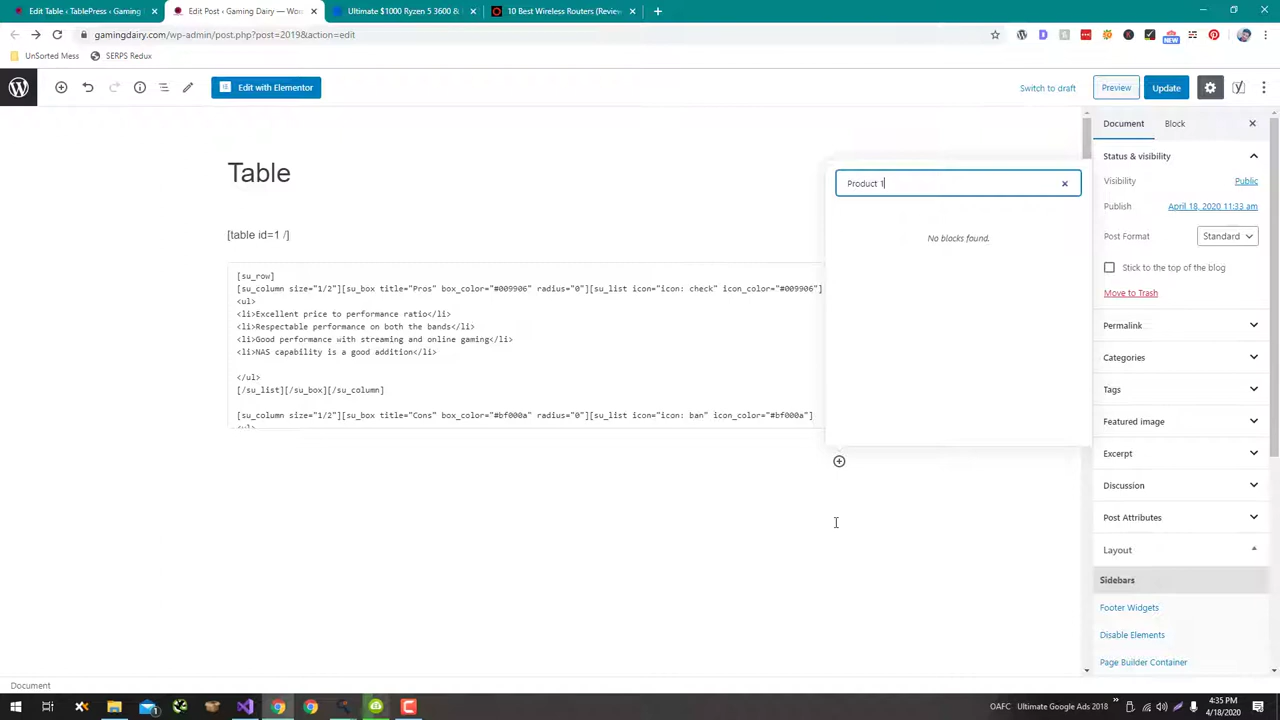 Edit Table ‹ TablePress ‹ Gaming
Edit Post ‹ Gaming Dairy — Wor
Ultimate $1000 Ryzen 5 3600 &
10 Best Wireless Routers (Review
gamingdairy.com/wp-admin/post.php?post=2019&action=edit
UnSorted Mess
SERPS Redux
NEW
Edit with Elementor
Switch to draft
Preview
Update
Document
Block
Table
Product 1
No blocks found.
[table id=1 /]
[su_row]
[su_column size="1/2"][su_box title="Pros" box_color="#009906" radius="0"][su_list icon="icon: check" icon_color="#009906"]
<ul>
<li>Excellent price to performance ratio</li>
<li>Respectable performance on both the bands</li>
<li>Good performance with streaming and online gaming</li>
<li>NAS capability is a good addition</li>
</ul>
[/su_list][/su_box][/su_column]
[su_column size="1/2"][su_box title="Cons" box_color="#bf000a" radius="0"][su_list icon="icon: ban" icon_color="#bf000a"]
<ul>
Status & visibility
Visibility Public
Publish April 18, 2020 11:33 am
Post Format Standard
Stick to the top of the blog
Move to Trash
Permalink
Categories
Tags
Featured image
Excerpt
Discussion
Post Attributes
Layout
Sidebars
Footer Widgets
Disable Elements
Page Builder Container
Document
OAFC Ultimate Google Ads 2018
4:35 PM
4/18/2020